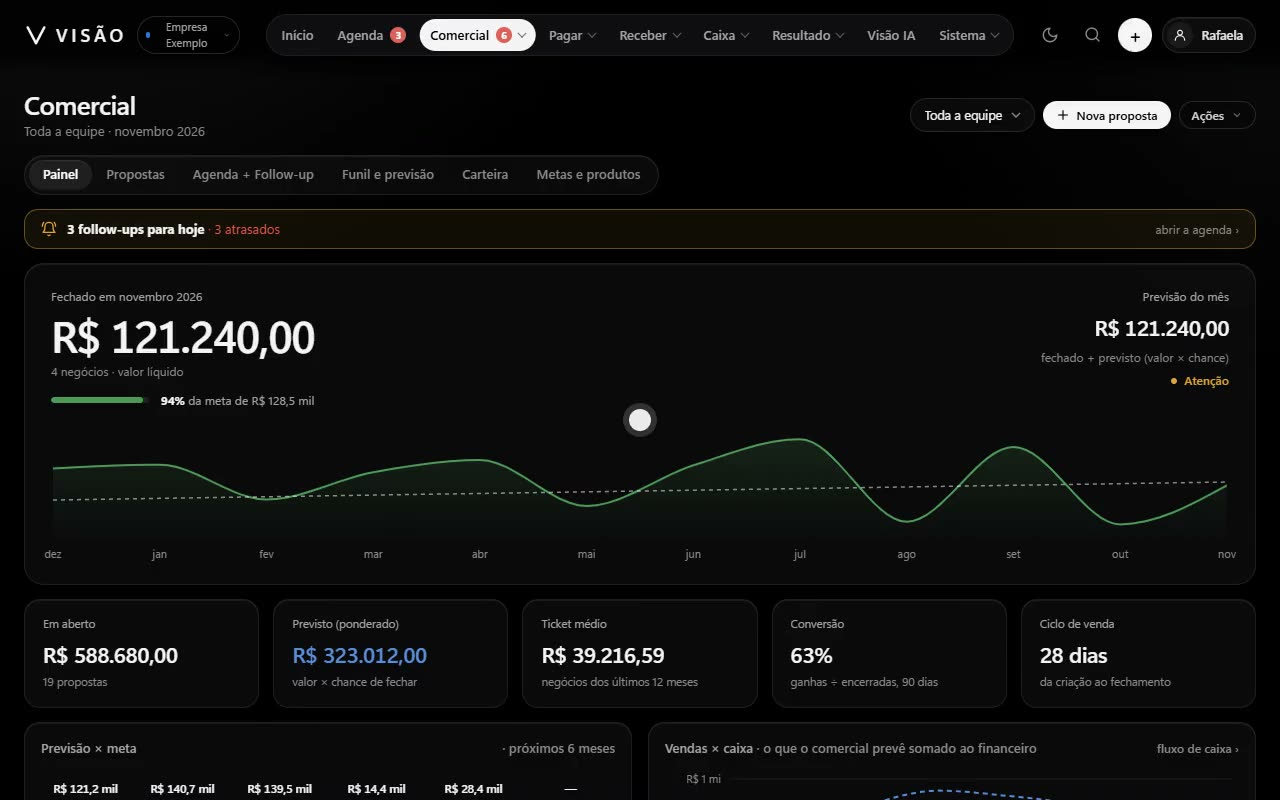 VISÃO
Empresa
Exemplo
Início
Agenda 3
Comercial 6
Pagar
Receber
Caixa
Resultado
Visão IA
Sistema
+
Rafaela
Comercial
Toda a equipe · novembro 2026
Toda a equipe
+ Nova proposta
Ações
Painel
Propostas
Agenda + Follow-up
Funil e previsão
Carteira
Metas e produtos
3 follow-ups para hoje · 3 atrasados
abrir a agenda ›
Fechado em novembro 2026
R$ 121.240,00
4 negócios · valor líquido
94% da meta de R$ 128,5 mil
Previsão do mês
R$ 121.240,00
fechado + previsto (valor × chance)
Atenção
dez jan fev mar abr mai jun jul ago set out nov
Em aberto
R$ 588.680,00
19 propostas
Previsto (ponderado)
R$ 323.012,00
valor × chance de fechar
Ticket médio
R$ 39.216,59
negócios dos últimos 12 meses
Conversão
63%
ganhas ÷ encerradas, 90 dias
Ciclo de venda
28 dias
da criação ao fechamento
Previsão × meta
· próximos 6 meses
R$ 121,2 mil R$ 140,7 mil R$ 139,5 mil R$ 14,4 mil R$ 28,4 mil —
Vendas × caixa · o que o comercial prevê somado ao financeiro
fluxo de caixa ›
R$ 1 mi